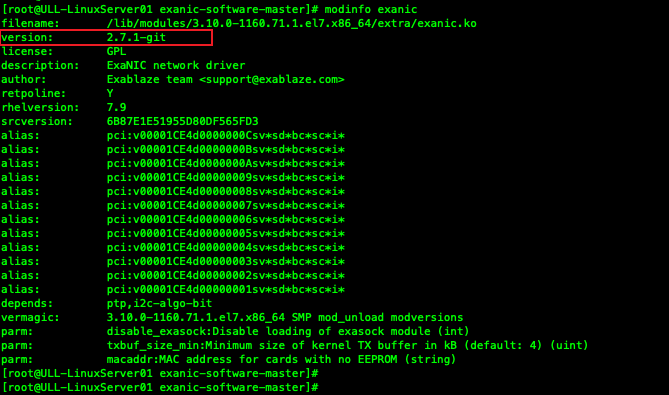 [root@ULL-LinuxServer01 exanic-software-master]# modinfo exanic
filename:       /lib/modules/3.10.0-1160.71.1.el7.x86_64/extra/exanic.ko
version:        2.7.1-git
license:        GPL
description:    ExaNIC network driver
author:         Exablaze team <support@exablaze.com>
retpoline:      Y
rhelversion:    7.9
srcversion:     6B87E1E51955D80DF565FD3
alias:          pci:v00001CE4d0000000Csv*sd*bc*sc*i*
alias:          pci:v00001CE4d0000000Bsv*sd*bc*sc*i*
alias:          pci:v00001CE4d0000000Asv*sd*bc*sc*i*
alias:          pci:v00001CE4d00000009sv*sd*bc*sc*i*
alias:          pci:v00001CE4d00000008sv*sd*bc*sc*i*
alias:          pci:v00001CE4d00000007sv*sd*bc*sc*i*
alias:          pci:v00001CE4d00000006sv*sd*bc*sc*i*
alias:          pci:v00001CE4d00000005sv*sd*bc*sc*i*
alias:          pci:v00001CE4d00000004sv*sd*bc*sc*i*
alias:          pci:v00001CE4d00000003sv*sd*bc*sc*i*
alias:          pci:v00001CE4d00000002sv*sd*bc*sc*i*
alias:          pci:v00001CE4d00000001sv*sd*bc*sc*i*
depends:        ptp,i2c-algo-bit
vermagic:       3.10.0-1160.71.1.el7.x86_64 SMP mod_unload modversions
parm:           disable_exasock:Disable loading of exasock module (int)
parm:           txbuf_size_min:Minimum size of kernel TX buffer in kB (default: 4) (uint)
parm:           macaddr:MAC address for cards with no EEPROM (string)
[root@ULL-LinuxServer01 exanic-software-master]#
[root@ULL-LinuxServer01 exanic-software-master]#